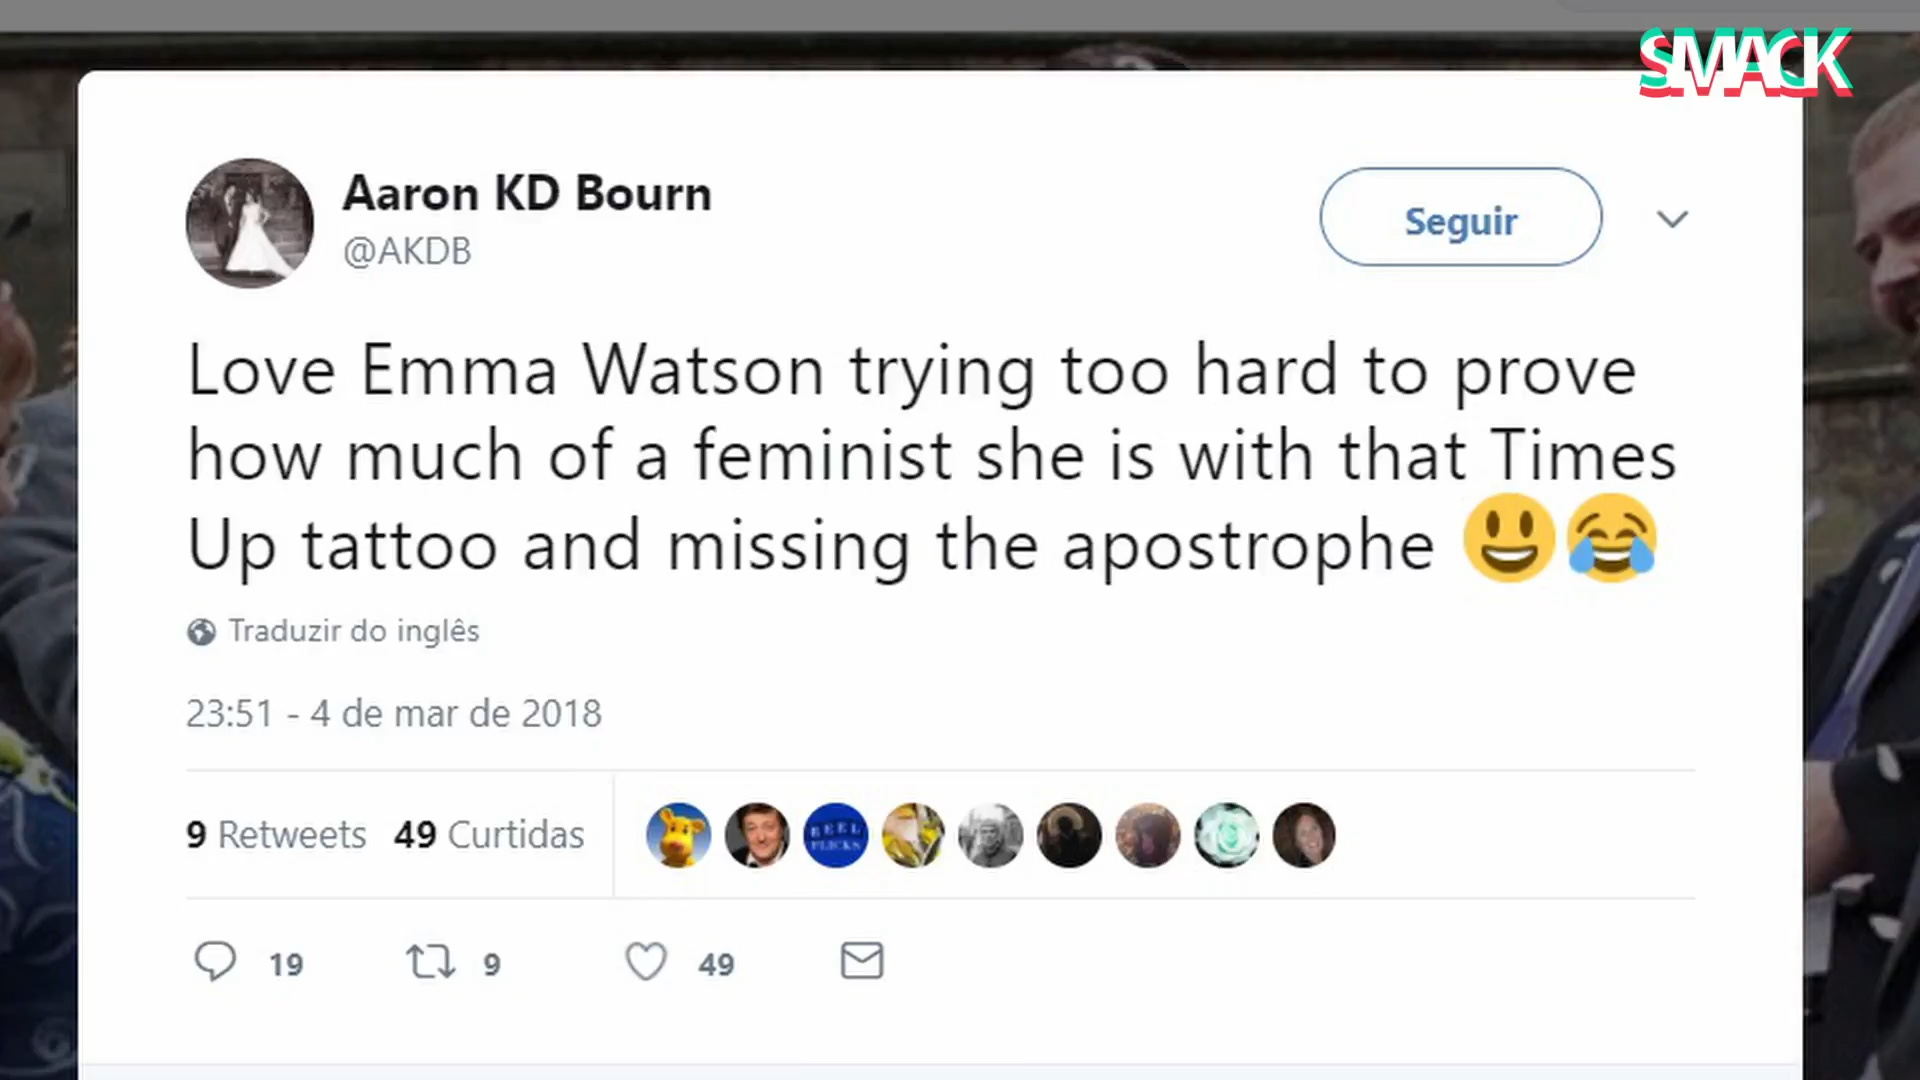 SMACK
Aaron KD Bourn
@AKDB
Seguir
Love Emma Watson trying too hard to prove
how much of a feminist she is with that Times
Up tattoo and missing the apostrophe 😃😂
Traduzir do inglês
23:51 - 4 de mar de 2018
9 Retweets 49 Curtidas
REEL
FLICKS
19 9 49